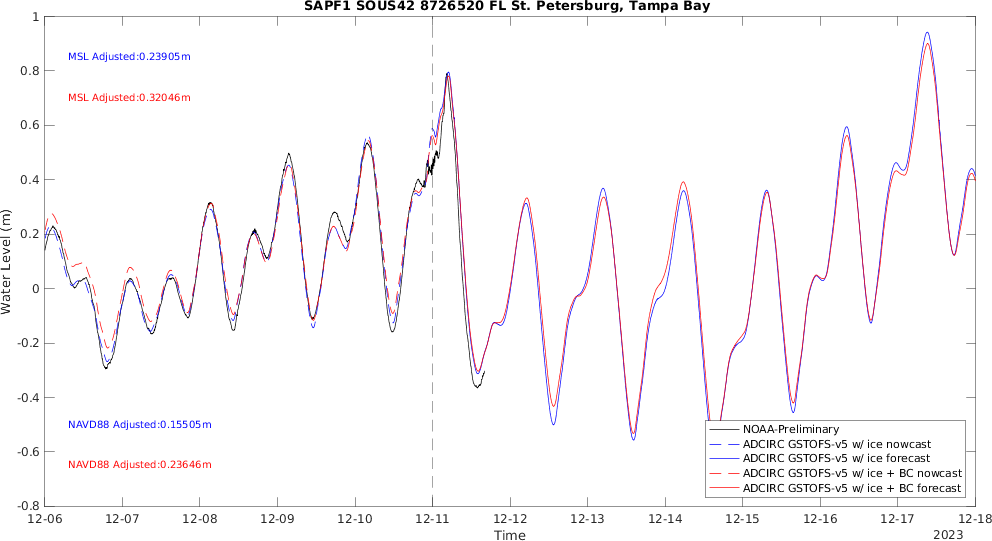 SAPF1 SOUS42 8726520 FL St. Petersburg, Tampa Bay
1
0.8
0.6
0.4
0.2
0
-0.2
-0.4
-0.6
-0.8
Water Level (m)
MSL Adjusted:0.23905m
MSL Adjusted:0.32046m
NAVD88 Adjusted:0.15505m
NAVD88 Adjusted:0.23646m
NOAA-Preliminary
ADCIRC GSTOFS-v5 w/ ice nowcast
ADCIRC GSTOFS-v5 w/ ice forecast
ADCIRC GSTOFS-v5 w/ ice + BC nowcast
ADCIRC GSTOFS-v5 w/ ice + BC forecast
12-06 12-07 12-08 12-09 12-10 12-11 12-12 12-13 12-14 12-15 12-16 12-17 12-18
Time
2023